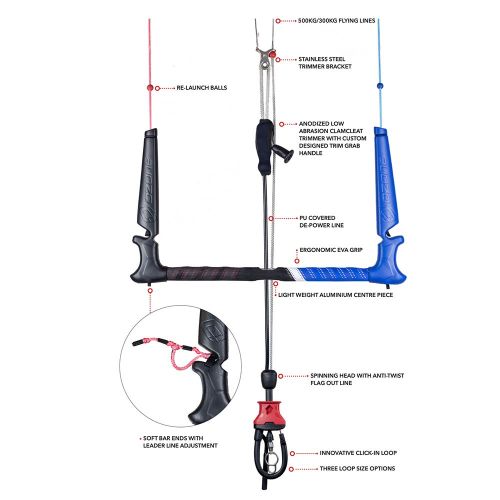 500KG/300KG FLYING LINES
STAINLESS STEEL
TRIMMER BRACKET
RE-LAUNCH BALLS
ANODIZED LOW
ABRASION CLAMCLEAT
TRIMMER WITH CUSTOM
DESIGNED TRIM GRAB
HANDLE
ozone
ozone
PU COVERED
DE-POWER LINE
ERGONOMIC EVA GRIP
LIGHT WEIGHT ALUMINIUM CENTRE PIECE
SPINNING HEAD WITH ANTI-TWIST
FLAG OUT LINE
SOFT BAR ENDS WITH
LEADER LINE ADJUSTMENT
INNOVATIVE CLICK-IN LOOP
THREE LOOP SIZE OPTIONS